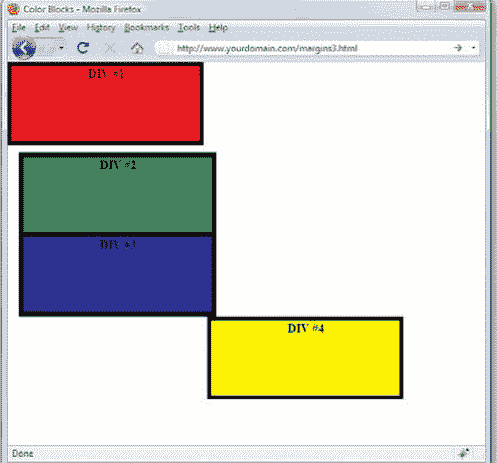 Color Blocks - Mozilla Firefox
File Edit View History Bookmarks Tools Help
http://www.yourdomain.com/margins3.html
DIV #1
DIV #2
DIV #3
DIV #4
Done